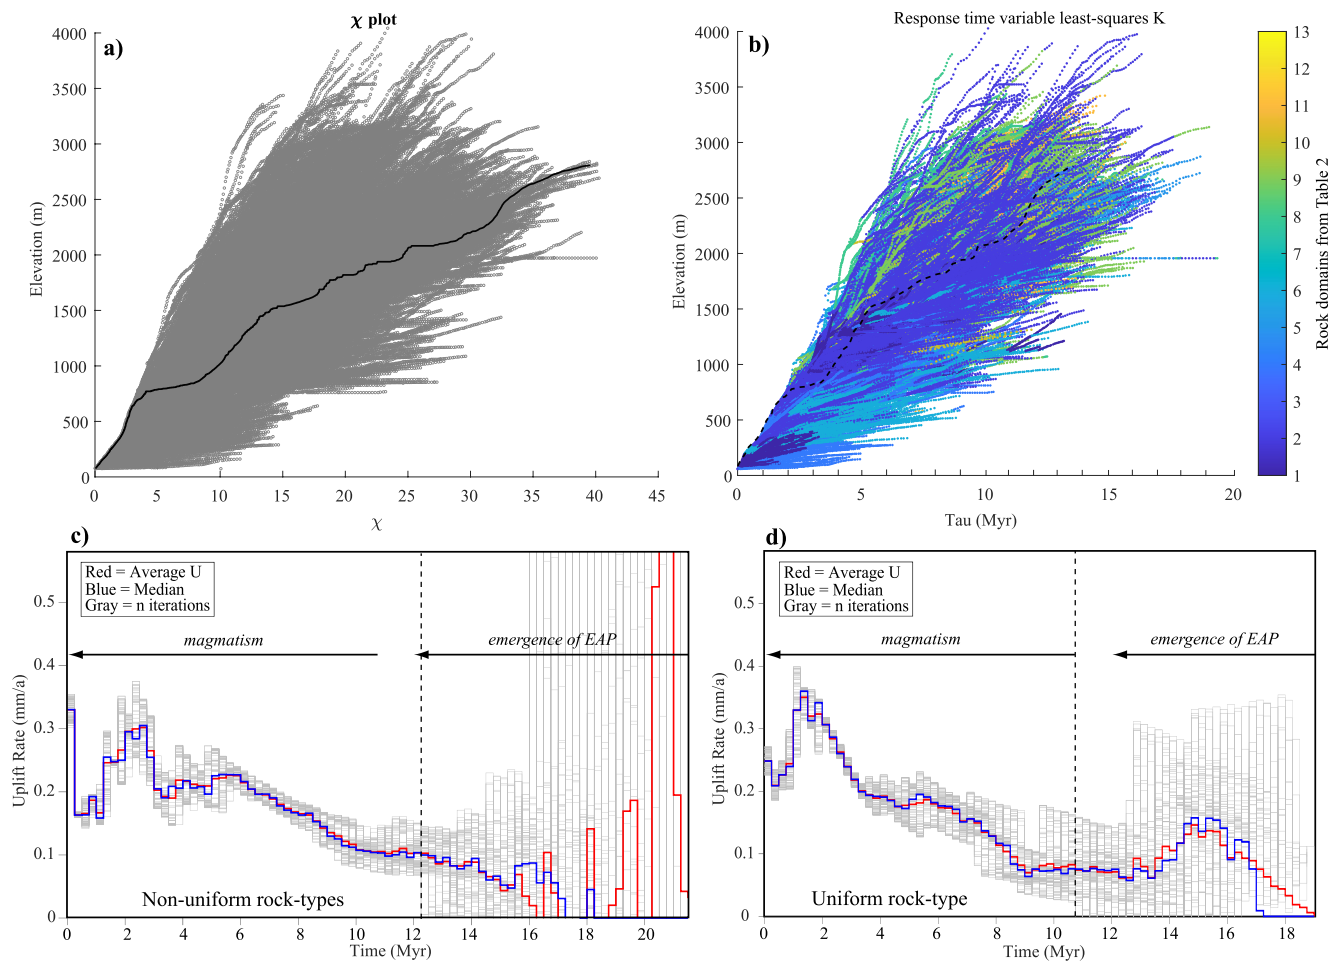 χ plot
a)
4000
3500
3000
2500
2000
1500
1000
500
0
Elevation (m)
0 5 10 15 20 25 30 35 40 45
χ
Response time variable least-squares K
b)
4000
3500
3000
2500
2000
1500
1000
500
0
Elevation (m)
0 5 10 15 20
Tau (Myr)
13
12
11
10
9
8
7
6
5
4
3
2
1
Rock domains from Table 2
c)
Red = Average U
Blue = Median
Gray = n iterations
magmatism
emergence of EAP
0.5
0.4
0.3
0.2
0.1
0
Uplift Rate (mm/a)
Non-uniform rock-types
0 2 4 6 8 10 12 14 16 18 20
Time (Myr)
d)
Red = Average U
Blue = Median
Gray = n iterations
magmatism
emergence of EAP
0.5
0.4
0.3
0.2
0.1
0
Uplift Rate (mm/a)
Uniform rock-type
0 2 4 6 8 10 12 14 16 18
Time (Myr)